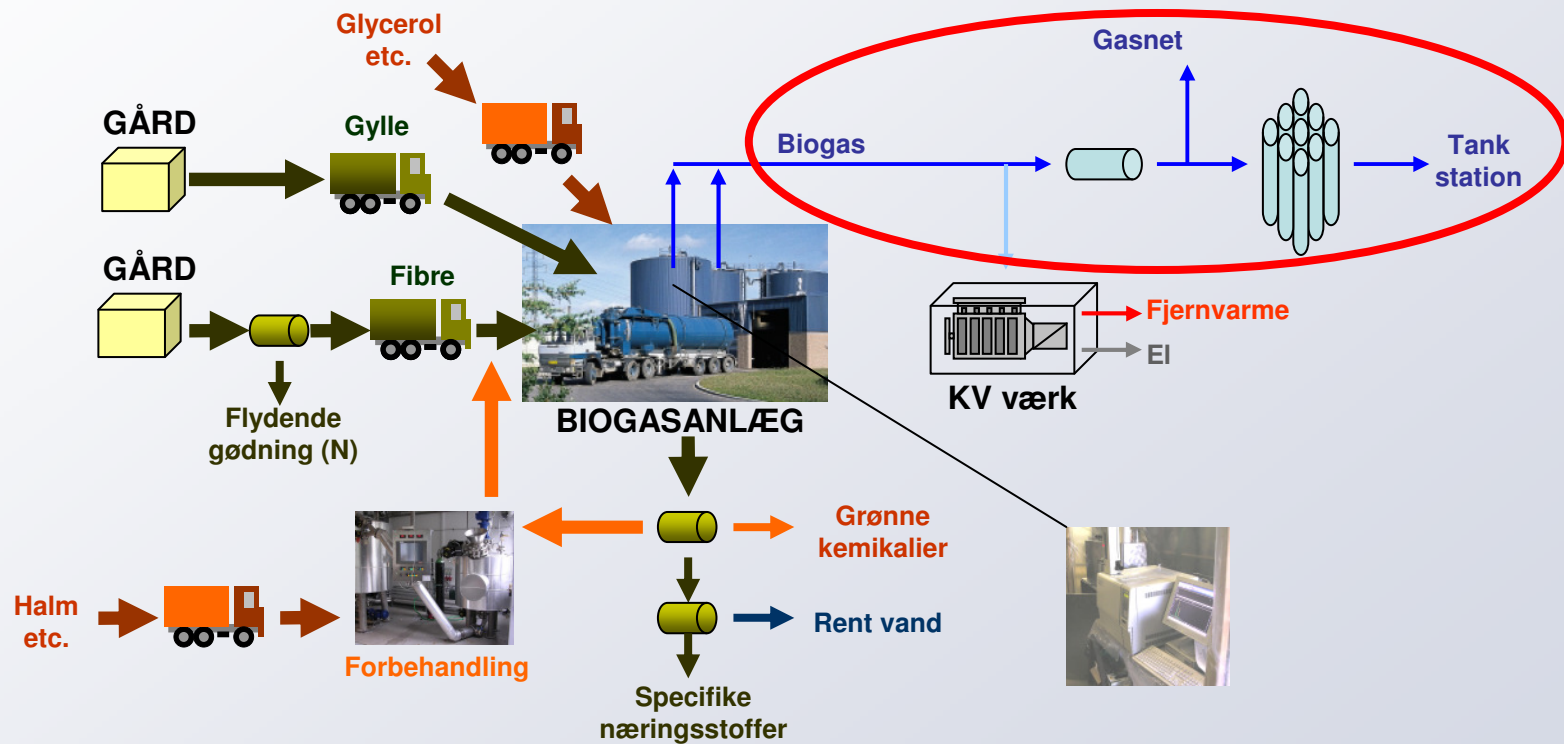 Glycerol
etc.
Gasnet
GÅRD
Gylle
Biogas
Tank
station
GÅRD
Fibre
Fjernvarme
El
KV værk
Flydende
gødning (N)
BIOGASANLÆG
Grønne
kemikalier
Halm
etc.
Rent vand
Forbehandling
Specifike
næringsstoffer